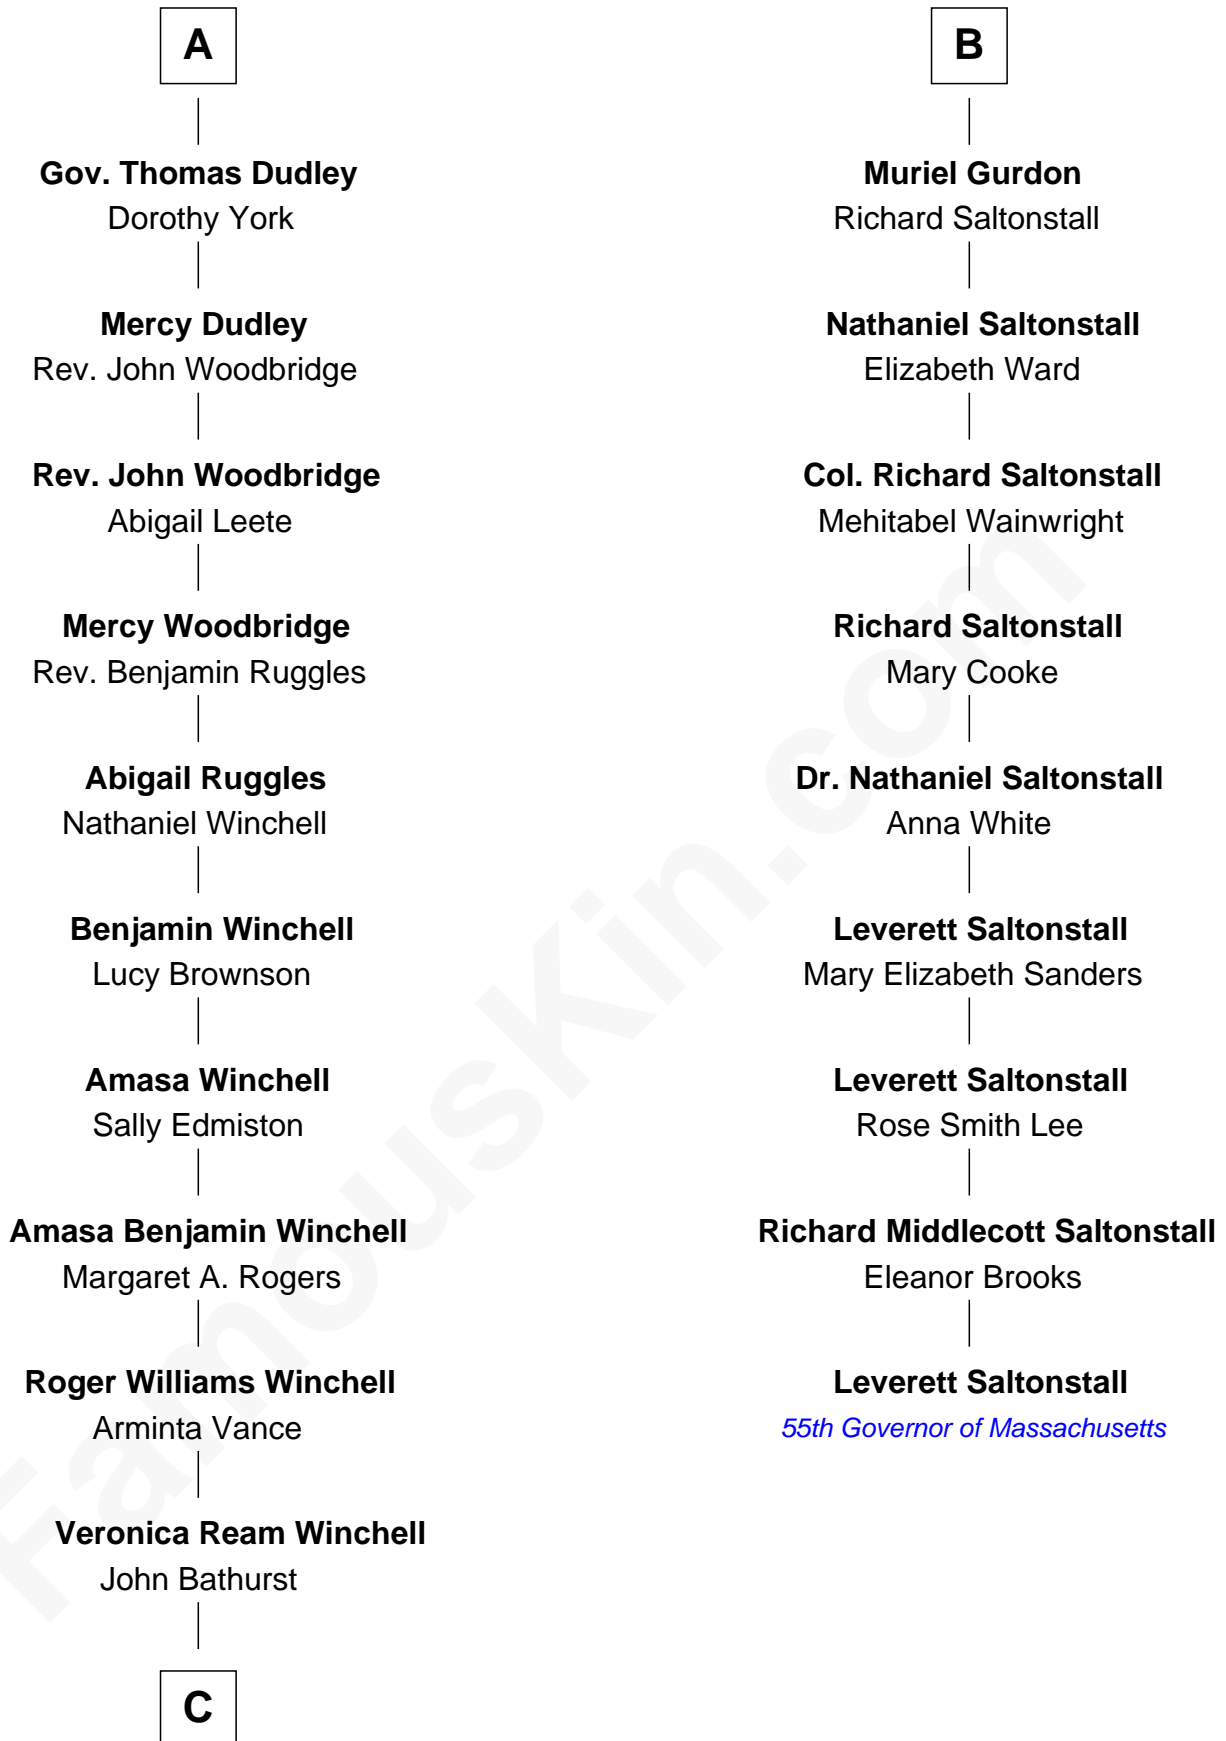 A
Gov. Thomas Dudley
Dorothy York
Mercy Dudley
Rev. John Woodbridge
Rev. John Woodbridge
Abigail Leete
Mercy Woodbridge
Rev. Benjamin Ruggles
Abigail Ruggles
Nathaniel Winchell
Benjamin Winchell
Lucy Brownson
Amasa Winchell
Sally Edmiston
Amasa Benjamin Winchell
Margaret A. Rogers
Roger Williams Winchell
Arminta Vance
Veronica Ream Winchell
John Bathurst
C
B
Muriel Gurdon
Richard Saltonstall
Nathaniel Saltonstall
Elizabeth Ward
Col. Richard Saltonstall
Mehitabel Wainwright
Richard Saltonstall
Mary Cooke
Dr. Nathaniel Saltonstall
Anna White
Leverett Saltonstall
Mary Elizabeth Sanders
Leverett Saltonstall
Rose Smith Lee
Richard Middlecott Saltonstall
Eleanor Brooks
Leverett Saltonstall
55th Governor of Massachusetts
FamousKin.com